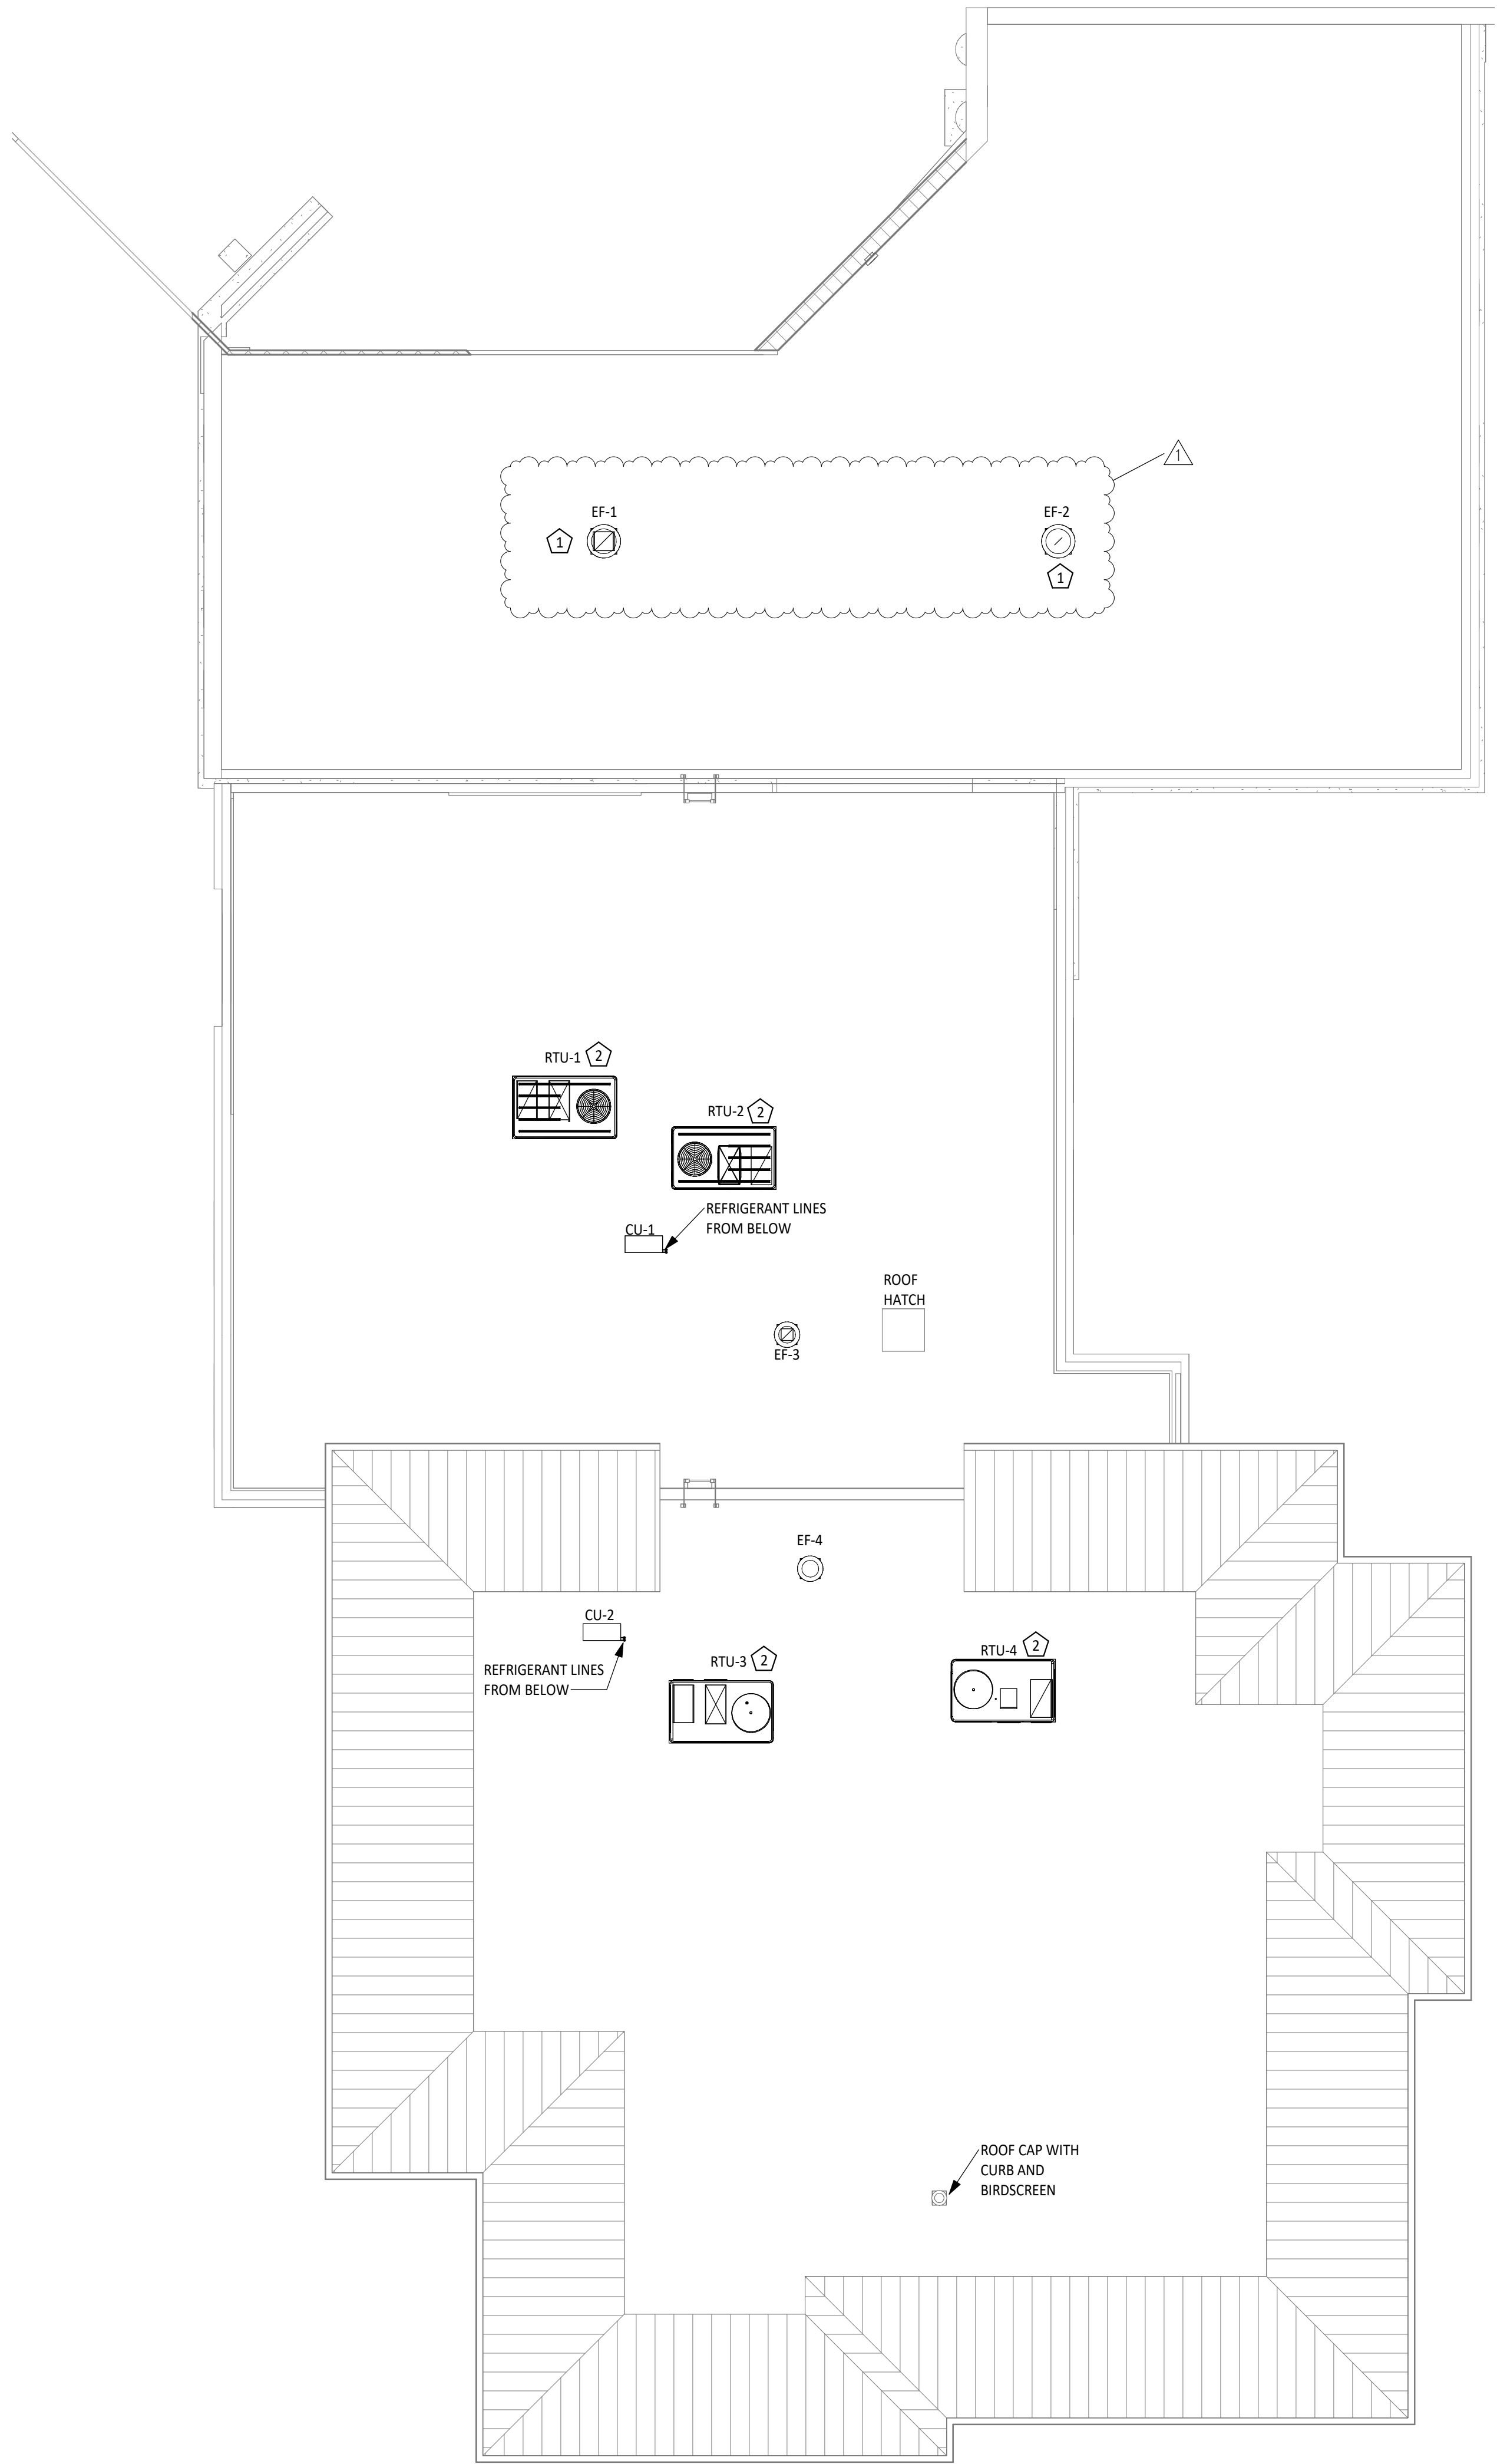 1
EF-1
EF-2
1
1
RTU-1 2
RTU-2 2
REFRIGERANT LINES
FROM BELOW
CU-1
ROOF
HATCH
EF-3
EF-4
CU-2
REFRIGERANT LINES
FROM BELOW
RTU-3 2
RTU-4 2
ROOF CAP WITH
CURB AND
BIRDSCREEN